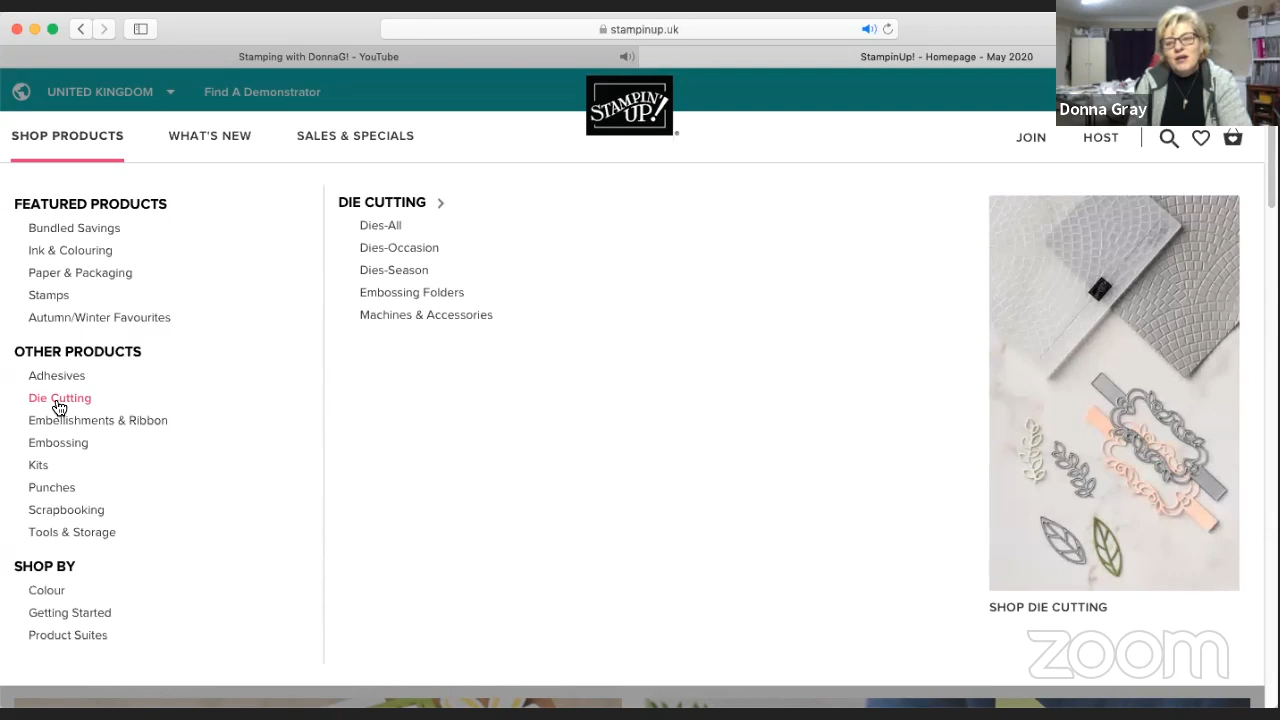 stampinup.uk
Stamping with DonnaG! - YouTube
StampinUp! - Homepage - May 2020
Donna Gray
UNITED KINGDOM
Find A Demonstrator
STAMPIN' UP!®
SHOP PRODUCTS
WHAT'S NEW
SALES & SPECIALS
JOIN
HOST
FEATURED PRODUCTS
Bundled Savings
Ink & Colouring
Paper & Packaging
Stamps
Autumn/Winter Favourites
OTHER PRODUCTS
Adhesives
Die Cutting
Embellishments & Ribbon
Embossing
Kits
Punches
Scrapbooking
Tools & Storage
SHOP BY
Colour
Getting Started
Product Suites
DIE CUTTING
Dies-All
Dies-Occasion
Dies-Season
Embossing Folders
Machines & Accessories
SHOP DIE CUTTING
zoom